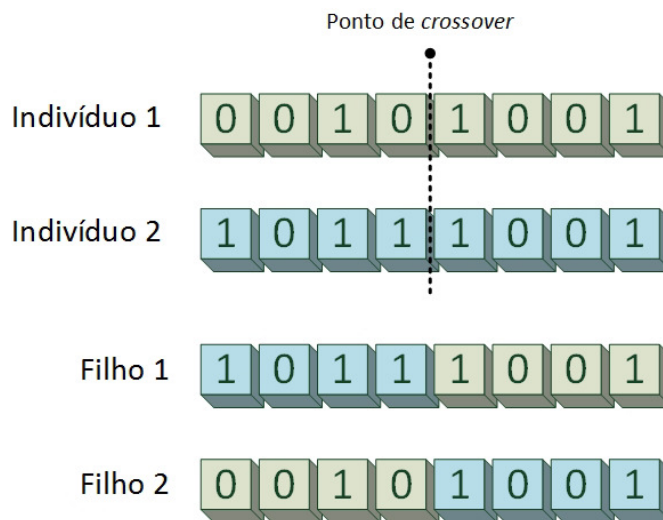 Ponto de crossover
Indivíduo 1 0 0 1 0 1 0 0 1
Indivíduo 2 1 0 1 1 1 0 0 1
Filho 1 1 0 1 1 1 0 0 1
Filho 2 0 0 1 0 1 0 0 1